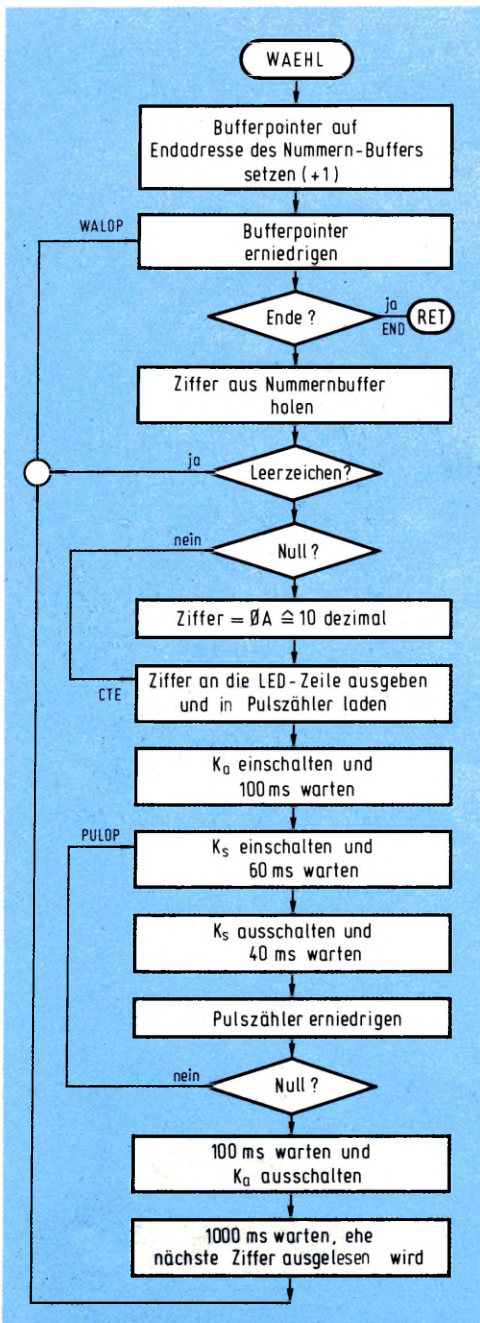 WAEHL
Bufferpointer auf
Endadresse des Nummern-Buffers
setzen (+1)
WALOP
Bufferpointer
erniedrigen
Ende ?
ja
END
RET
Ziffer aus Nummernbuffer
holen
ja
Leerzeichen?
nein
Null ?
Ziffer = ØA ≙ 10 dezimal
CTE
Ziffer an die LED-Zeile ausgeben
und in Pulszähler laden
Ka einschalten und
100 ms warten
PULOP
Ks einschalten und
60 ms warten
Ks ausschalten und
40 ms warten
Pulszähler erniedrigen
nein
Null ?
100 ms warten und
Ka ausschalten
1000 ms warten, ehe
nächste Ziffer ausgelesen wird